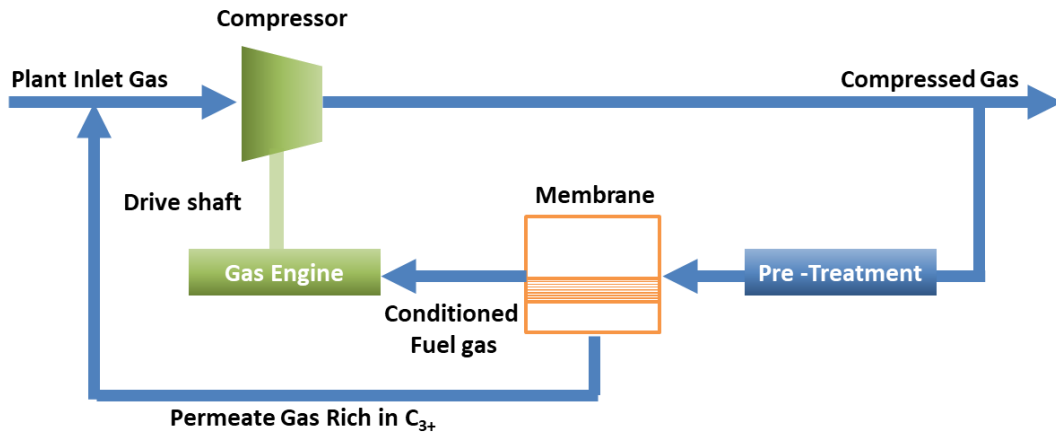 Compressor
Plant Inlet Gas
Compressed Gas
Drive shaft
Membrane
Gas Engine
Pre -Treatment
Conditioned
Fuel gas
Permeate Gas Rich in C₃₊